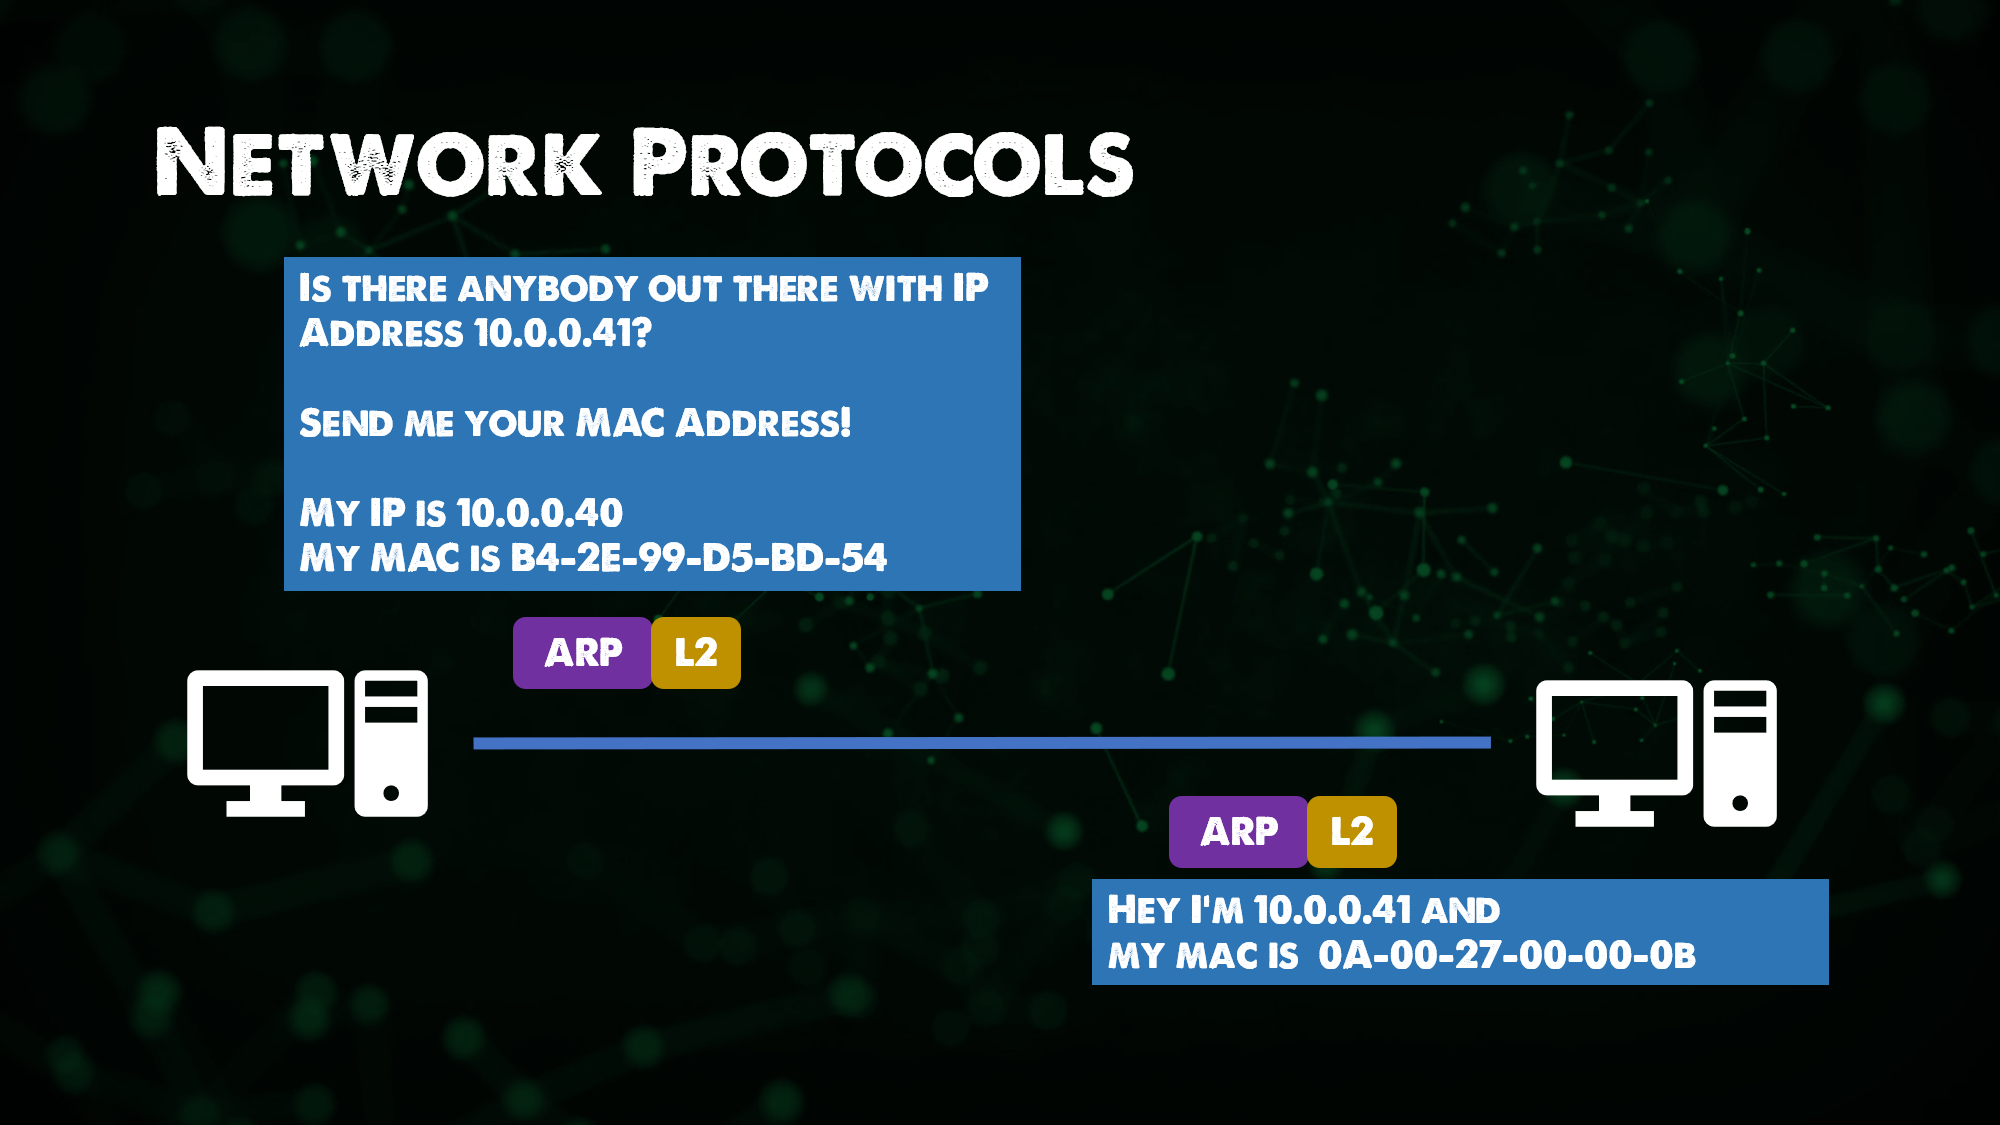 Network Protocols
Is there anybody out there with IP
Address 10.0.0.41?
Send me your MAC Address!
My IP is 10.0.0.40
My MAC is B4-2E-99-D5-BD-54
ARP L2
ARP L2
Hey I'm 10.0.0.41 and
my mac is 0A-00-27-00-00-0B